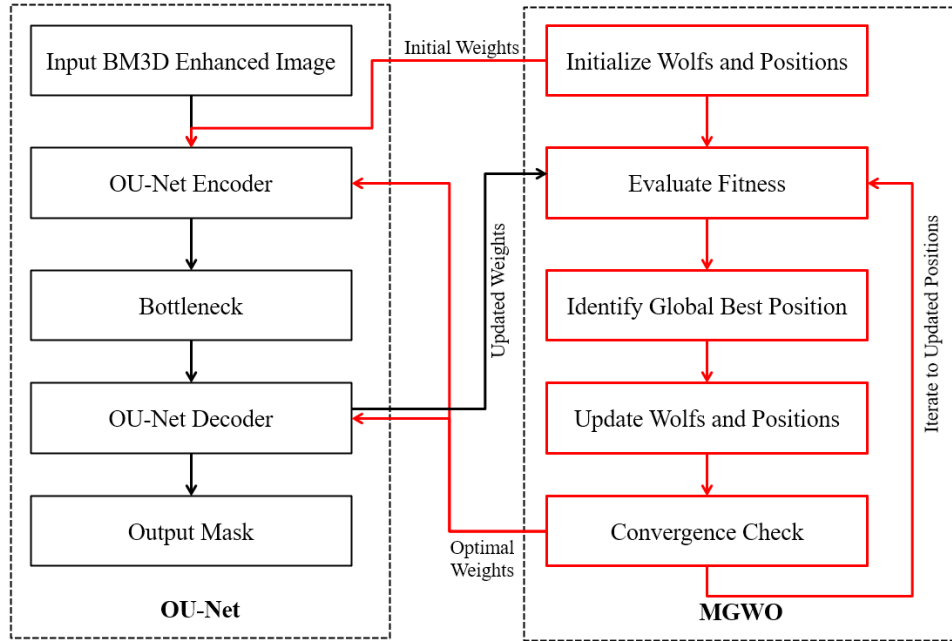 Input BM3D Enhanced Image
OU-Net Encoder
Bottleneck
OU-Net Decoder
Output Mask
OU-Net
Initial Weights
Updated Weights
Optimal
Weights
Initialize Wolfs and Positions
Evaluate Fitness
Identify Global Best Position
Update Wolfs and Positions
Convergence Check
Iterate to Updated Positions
MGWO